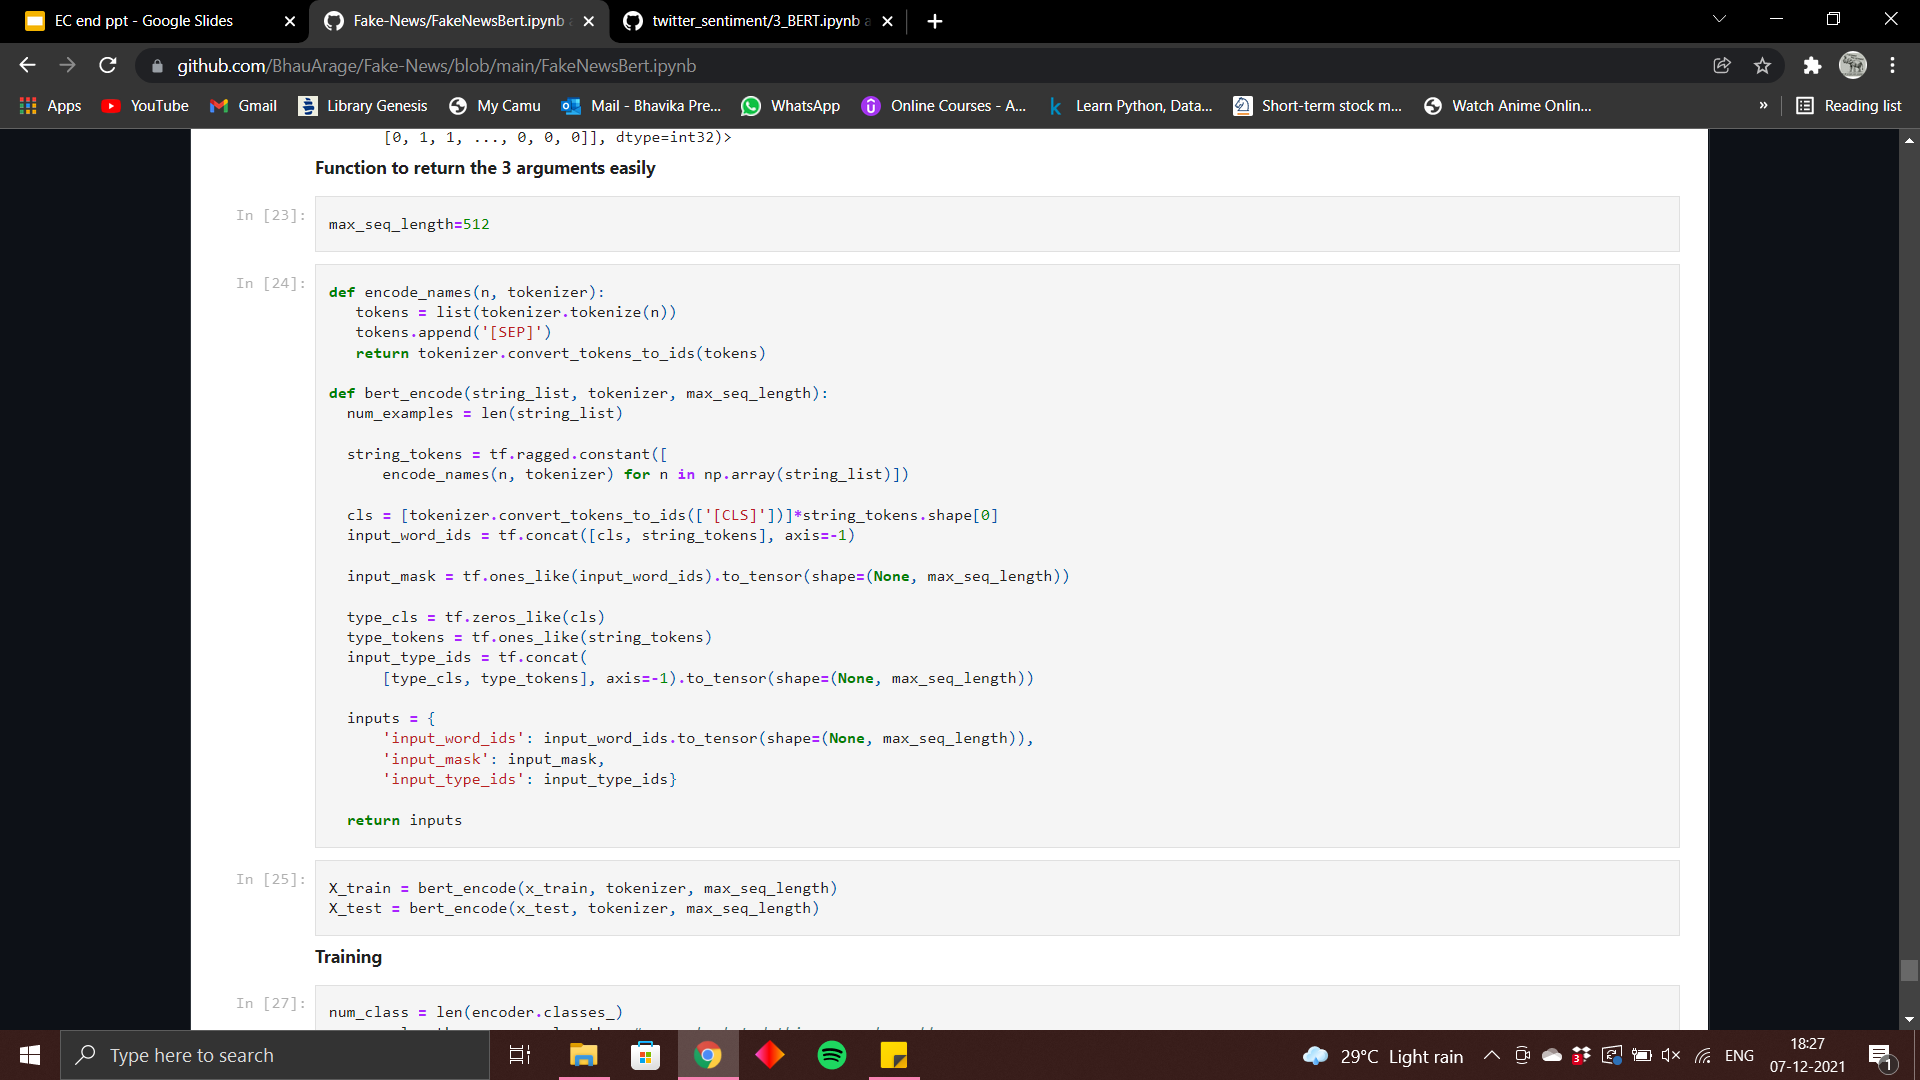 EC end ppt - Google Slides
Fake-News/FakeNewsBert.ipynb
twitter_sentiment/3_BERT.ipynb
github.com/BhauArage/Fake-News/blob/main/FakeNewsBert.ipynb
Apps YouTube Gmail Library Genesis My Camu Mail - Bhavika Pre... WhatsApp Online Courses - A... Learn Python, Data... Short-term stock m... Watch Anime Onlin... » Reading list
[0, 1, 1, ..., 0, 0, 0]], dtype=int32)>
Function to return the 3 arguments easily
In [23]:
max_seq_length=512
In [24]:
def encode_names(n, tokenizer):
tokens = list(tokenizer.tokenize(n))
tokens.append('[SEP]')
return tokenizer.convert_tokens_to_ids(tokens)
def bert_encode(string_list, tokenizer, max_seq_length):
num_examples = len(string_list)
string_tokens = tf.ragged.constant([
encode_names(n, tokenizer) for n in np.array(string_list)])
cls = [tokenizer.convert_tokens_to_ids(['[CLS]'])]*string_tokens.shape[0]
input_word_ids = tf.concat([cls, string_tokens], axis=-1)
input_mask = tf.ones_like(input_word_ids).to_tensor(shape=(None, max_seq_length))
type_cls = tf.zeros_like(cls)
type_tokens = tf.ones_like(string_tokens)
input_type_ids = tf.concat(
[type_cls, type_tokens], axis=-1).to_tensor(shape=(None, max_seq_length))
inputs = {
'input_word_ids': input_word_ids.to_tensor(shape=(None, max_seq_length)),
'input_mask': input_mask,
'input_type_ids': input_type_ids}
return inputs
In [25]:
X_train = bert_encode(x_train, tokenizer, max_seq_length)
X_test = bert_encode(x_test, tokenizer, max_seq_length)
Training
In [27]:
num_class = len(encoder.classes_)
Type here to search
29°C Light rain
3
ENG
18:27
07-12-2021
1